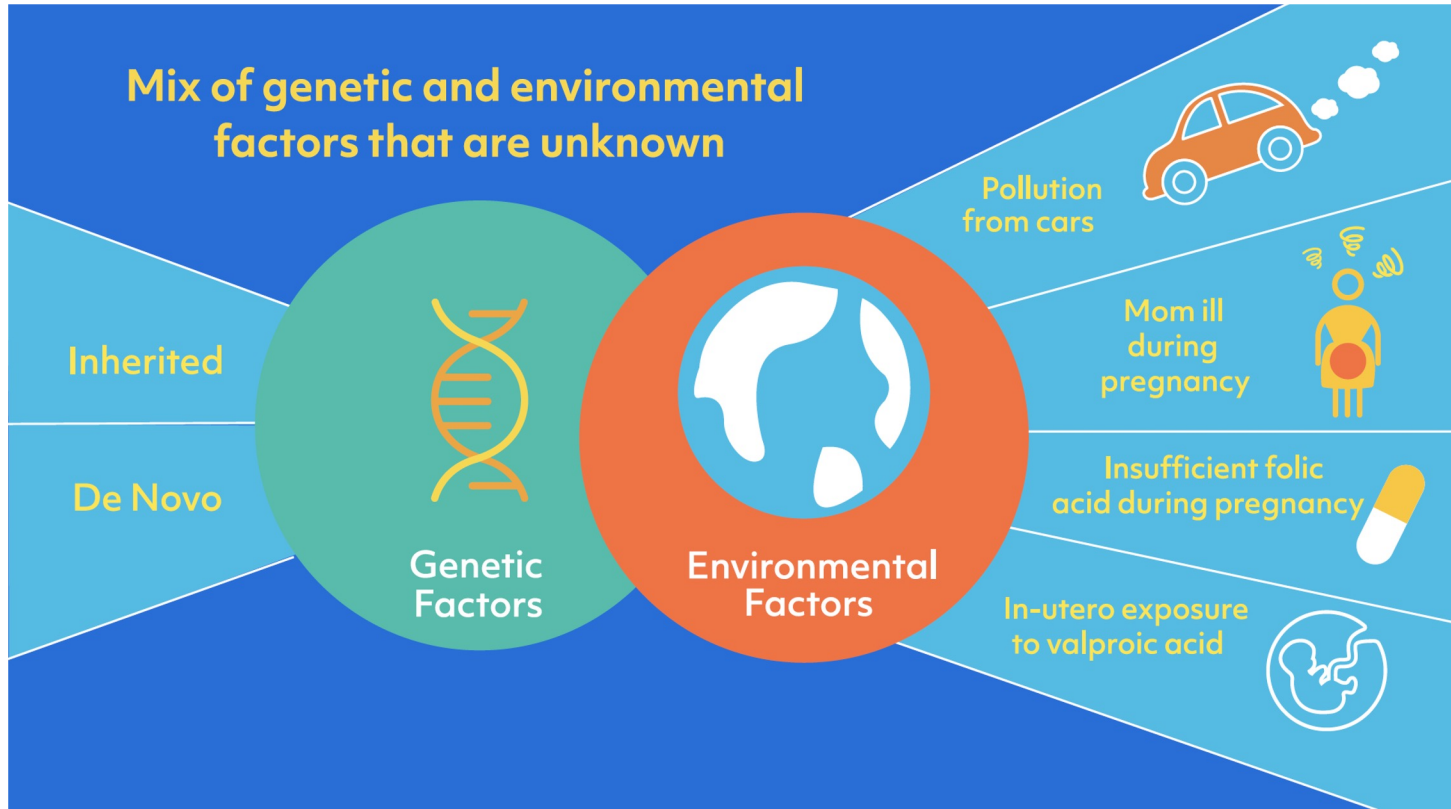 Mix of genetic and environmental
factors that are unknown
Inherited
De Novo
Genetic
Factors
Environmental
Factors
Pollution
from cars
Mom ill
during
pregnancy
Insufficient folic
acid during pregnancy
In-utero exposure
to valproic acid